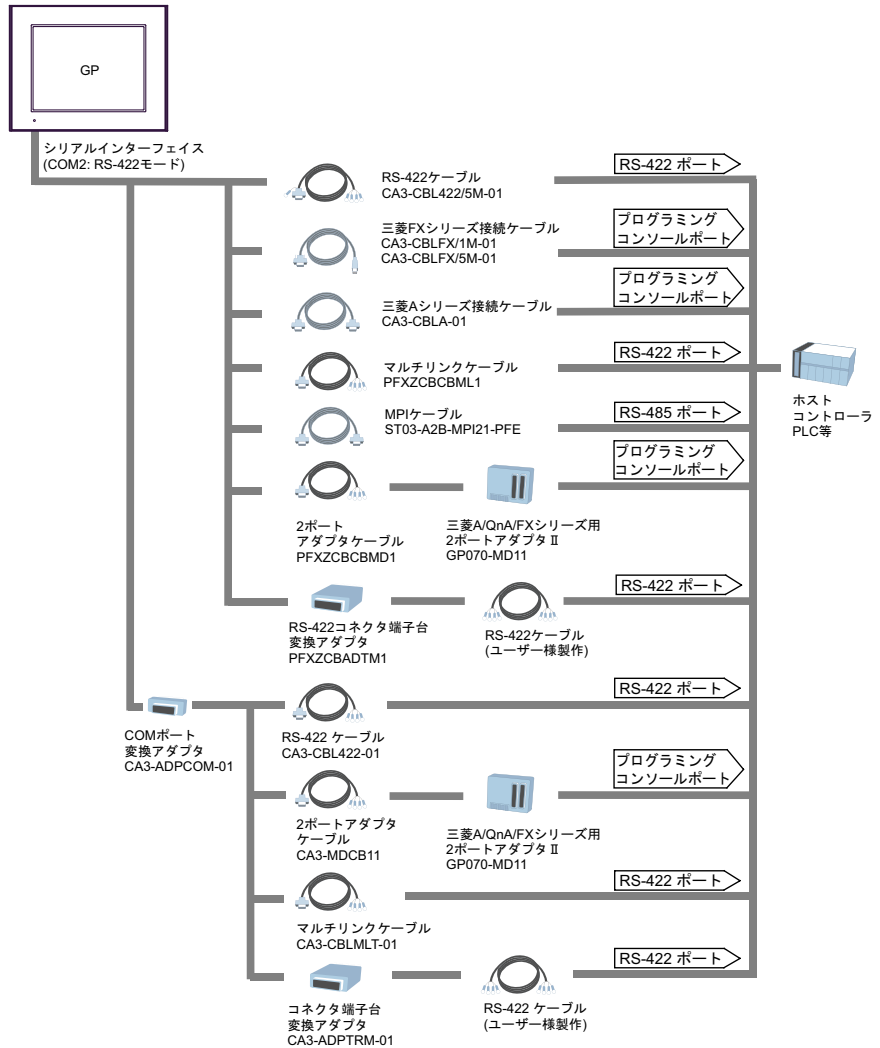 GP
シリアルインターフェイス
(COM2: RS-422モード)
RS-422ケーブル
CA3-CBL422/5M-01
RS-422 ポート
三菱FXシリーズ接続ケーブル
CA3-CBLFX/1M-01
CA3-CBLFX/5M-01
プログラミング
コンソールポート
三菱Aシリーズ接続ケーブル
CA3-CBLA-01
プログラミング
コンソールポート
マルチリンクケーブル
PFXZCBCBML1
RS-422 ポート
ホスト
コントローラ
PLC等
MPIケーブル
ST03-A2B-MPI21-PFE
RS-485 ポート
プログラミング
コンソールポート
2ポート
アダプタケーブル
PFXZCBCBMD1
三菱A/QnA/FXシリーズ用
2ポートアダプタⅡ
GP070-MD11
RS-422 ポート
RS-422コネクタ端子台
変換アダプタ
PFXZCBADTM1
RS-422ケーブル
(ユーザー様製作)
RS-422 ポート
COMポート
変換アダプタ
CA3-ADPCOM-01
RS-422 ケーブル
CA3-CBL422-01
プログラミング
コンソールポート
2ポートアダプタ
ケーブル
CA3-MDCB11
三菱A/QnA/FXシリーズ用
2ポートアダプタⅡ
GP070-MD11
RS-422 ポート
マルチリンクケーブル
CA3-CBLMLT-01
RS-422 ポート
コネクタ端子台
変換アダプタ
CA3-ADPTRM-01
RS-422 ケーブル
(ユーザー様製作)